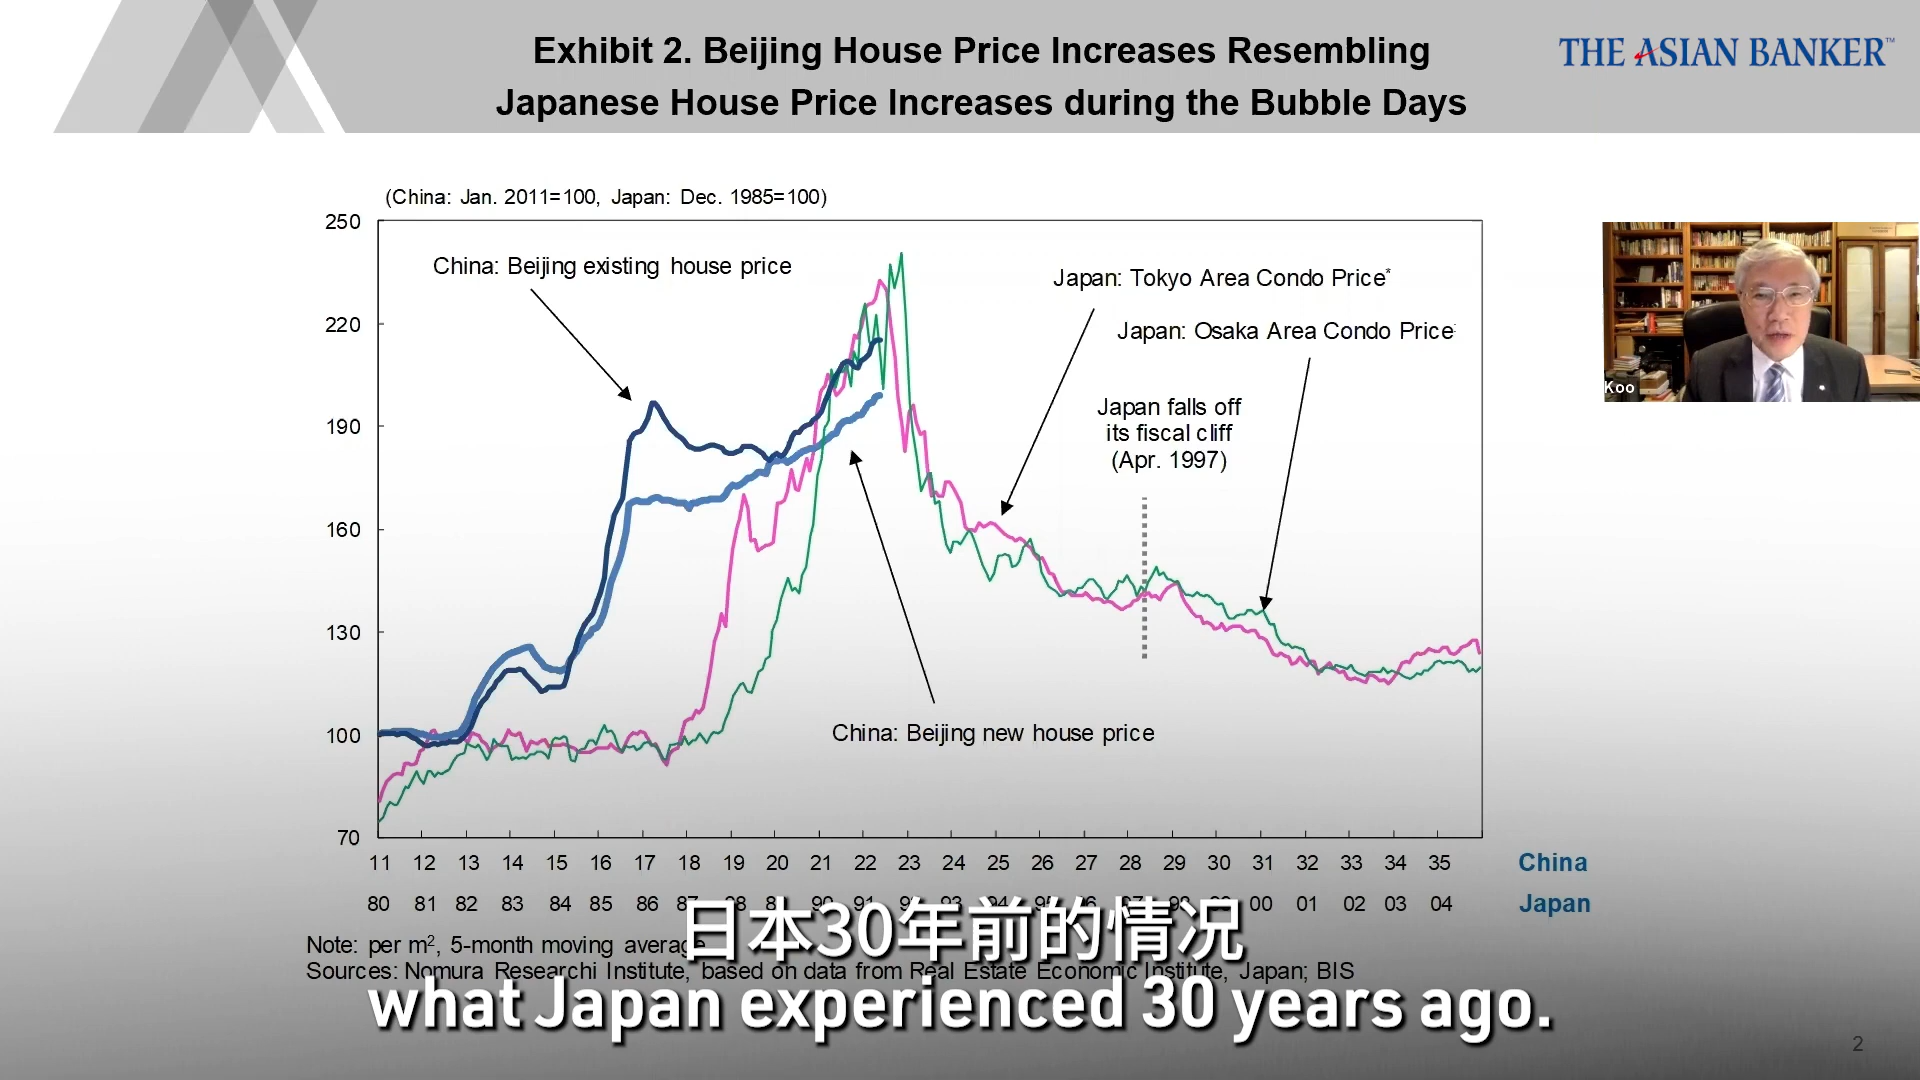 Exhibit 2. Beijing House Price Increases Resembling
Japanese House Price Increases during the Bubble Days
THE ASIAN BANKER™
(China: Jan. 2011=100, Japan: Dec. 1985=100)
250
220
190
160
130
100
70
China: Beijing existing house price
Japan: Tokyo Area Condo Price*
Japan: Osaka Area Condo Price
Japan falls off
its fiscal cliff
(Apr. 1997)
China: Beijing new house price
Koo
11 12 13 14 15 16 17 18 19 20 21 22 23 24 25 26 27 28 29 30 31 32 33 34 35 China
80 81 82 83 84 85 86 00 01 02 03 04 Japan
日本30年前的情况
Note: per m², 5-month moving average
Sources: Nomura Researchi Institute, based on data from Real Estate Economic Institute, Japan; BIS
what Japan experienced 30 years ago.
2